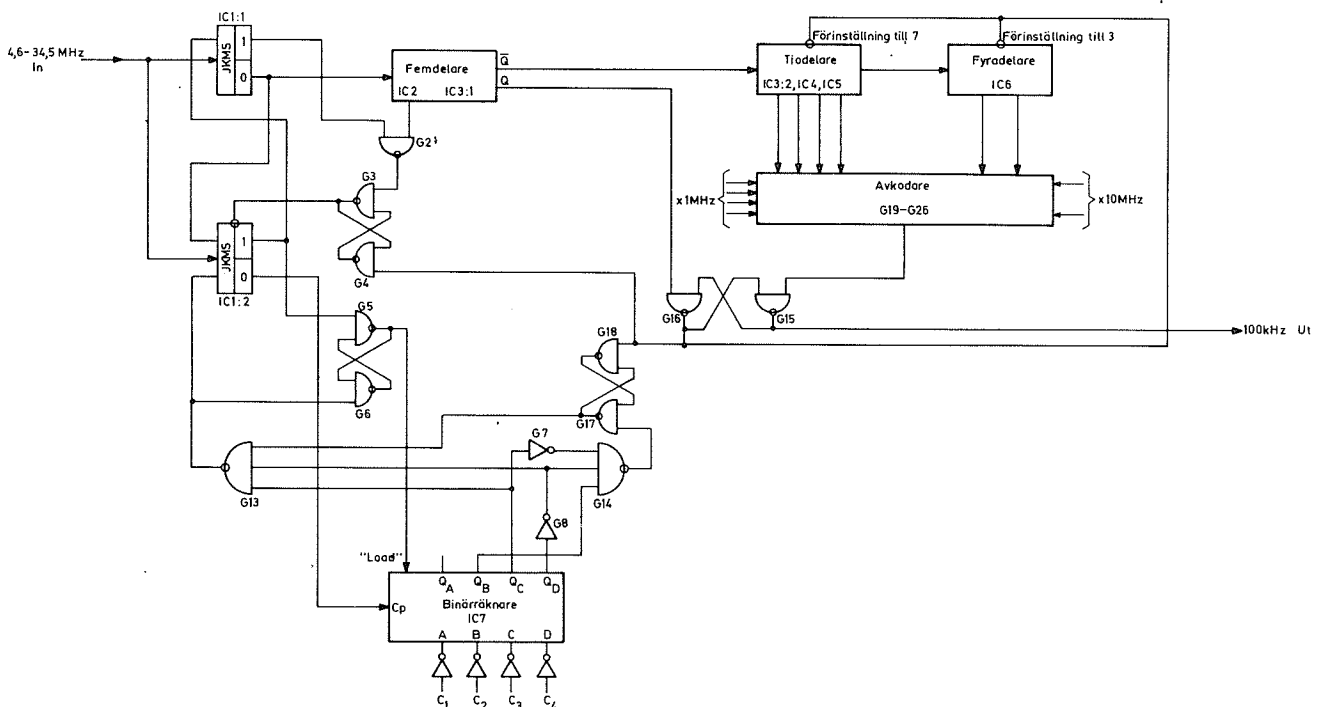 IC1:1
4,6–34,5 MHz
In
JKMS
1
0
Femdelare
IC2 IC3:1
Q̅
Q
Förinställning till 7
Tiodelare
IC3:2, IC4, IC5
Förinställning till 3
Fyradelare
IC6
G3
G4
JKMS
1
0
IC1:2
x1MHz
Avkodare
G19–G26
x10MHz
G16
G15
100kHz Ut
G5
G6
G18
G17
G7
G13
G14
G8
"Load"
QA QB QC QD
Cp
Binärräknare
IC7
A B C D
C1 C2 C3 C4